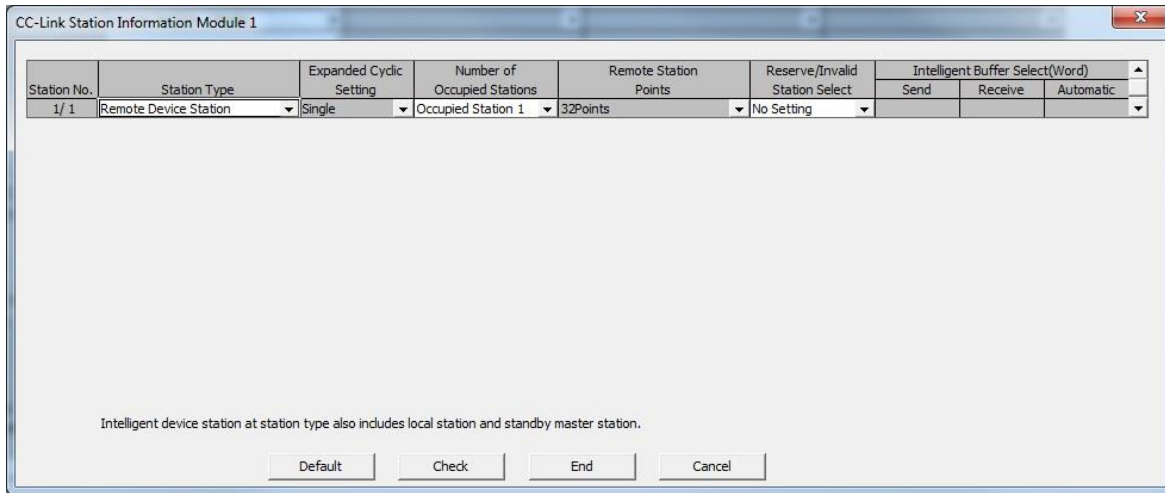 CC-Link Station Information Module 1
Expanded Cyclic Number of Remote Station Reserve/Invalid Intelligent Buffer Select(Word)
Station No. Station Type Setting Occupied Stations Points Station Select Send Receive Automatic
1/ 1 Remote Device Station Single Occupied Station 1 32Points No Setting
Intelligent device station at station type also includes local station and standby master station.
Default Check End Cancel